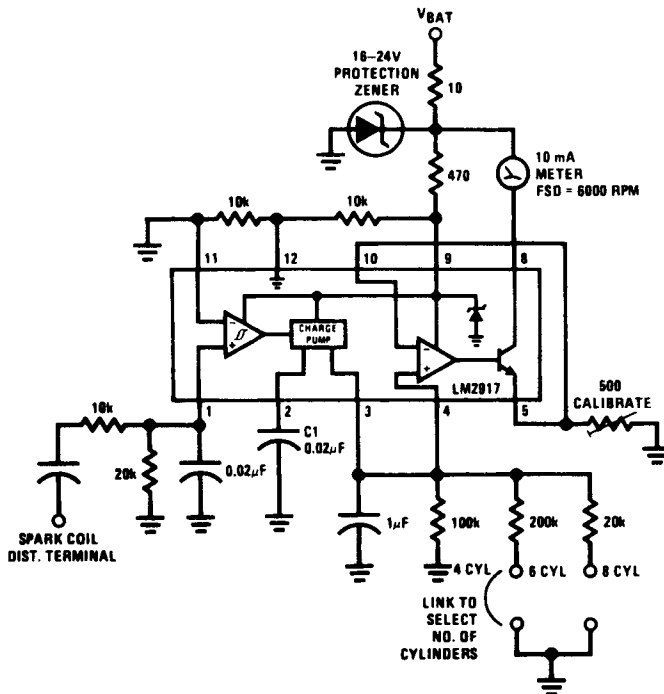 VBAT
16–24V
PROTECTION
ZENER
10
470
10 mA
METER
FSD = 6000 RPM
10k
10k
11
12
10
9
8
CHARGE
PUMP
LM2917
1
2
3
4
5
500
CALIBRATE
10k
20k
0.02μF
C1
0.02μF
1μF
100k
200k
20k
SPARK COIL
DIST. TERMINAL
4 CYL
6 CYL
8 CYL
LINK TO
SELECT
NO. OF
CYLINDERS